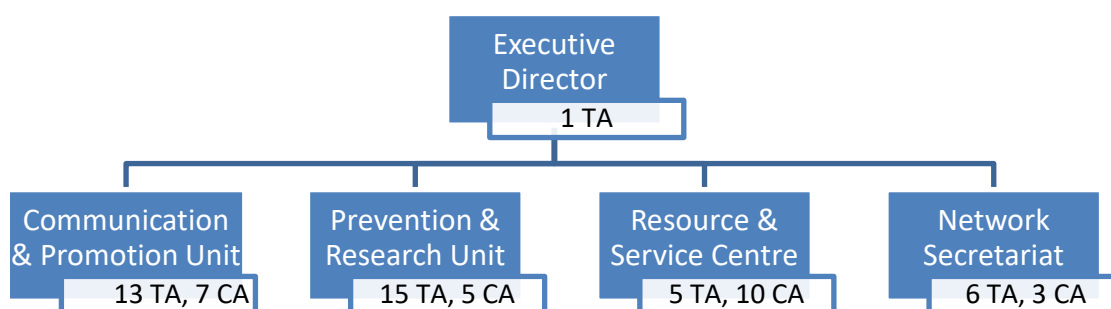 Executive
Director
1 TA
Communication
& Promotion Unit
13 TA, 7 CA
Prevention &
Research Unit
15 TA, 5 CA
Resource &
Service Centre
5 TA, 10 CA
Network
Secretariat
6 TA, 3 CA